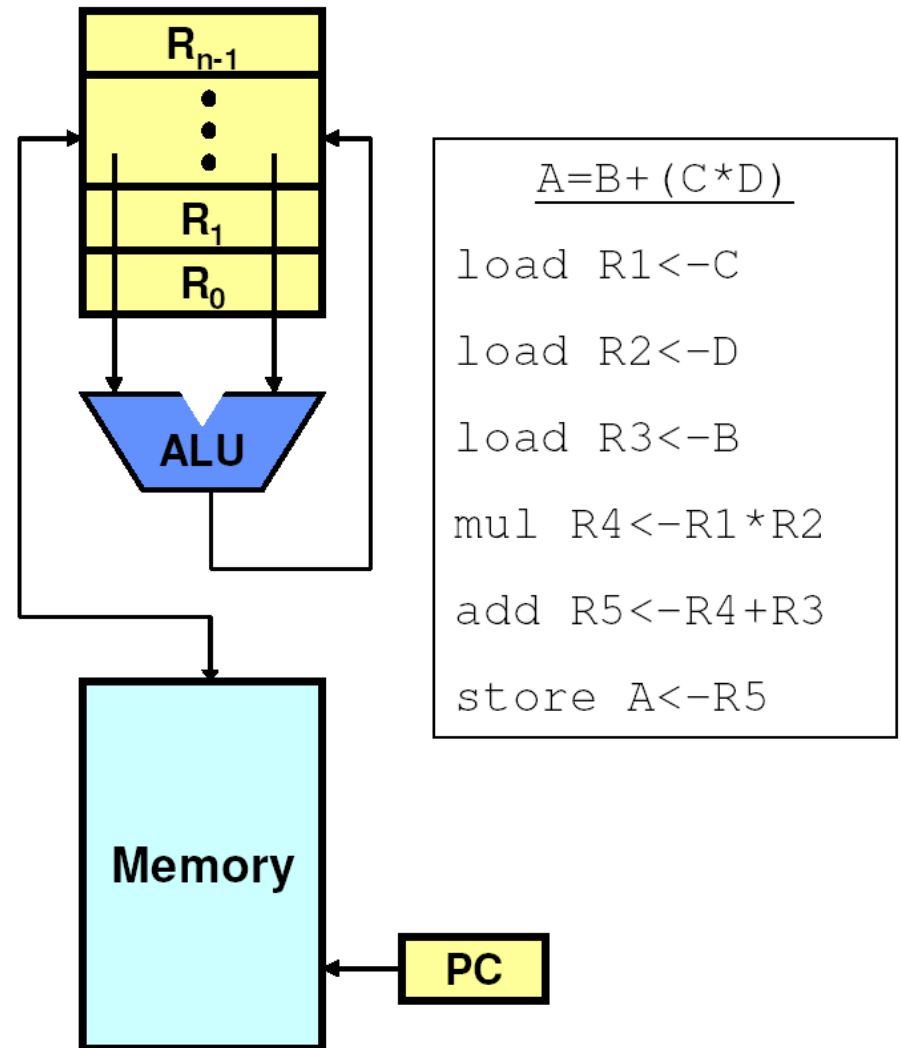 Rn-1
R1
R0
ALU
Memory
PC
A=B+(C*D)
load R1<-C
load R2<-D
load R3<-B
mul R4<-R1*R2
add R5<-R4+R3
store A<-R5